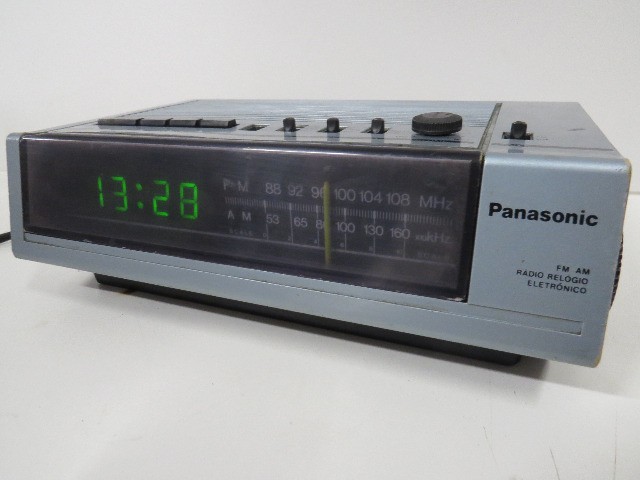 13:28
FM 88 92 96 100 104 108 MHz
AM 53 65 80 100 130 160
Panasonic
FM AM
RADIO RELOGIO
ELETRÔNICO